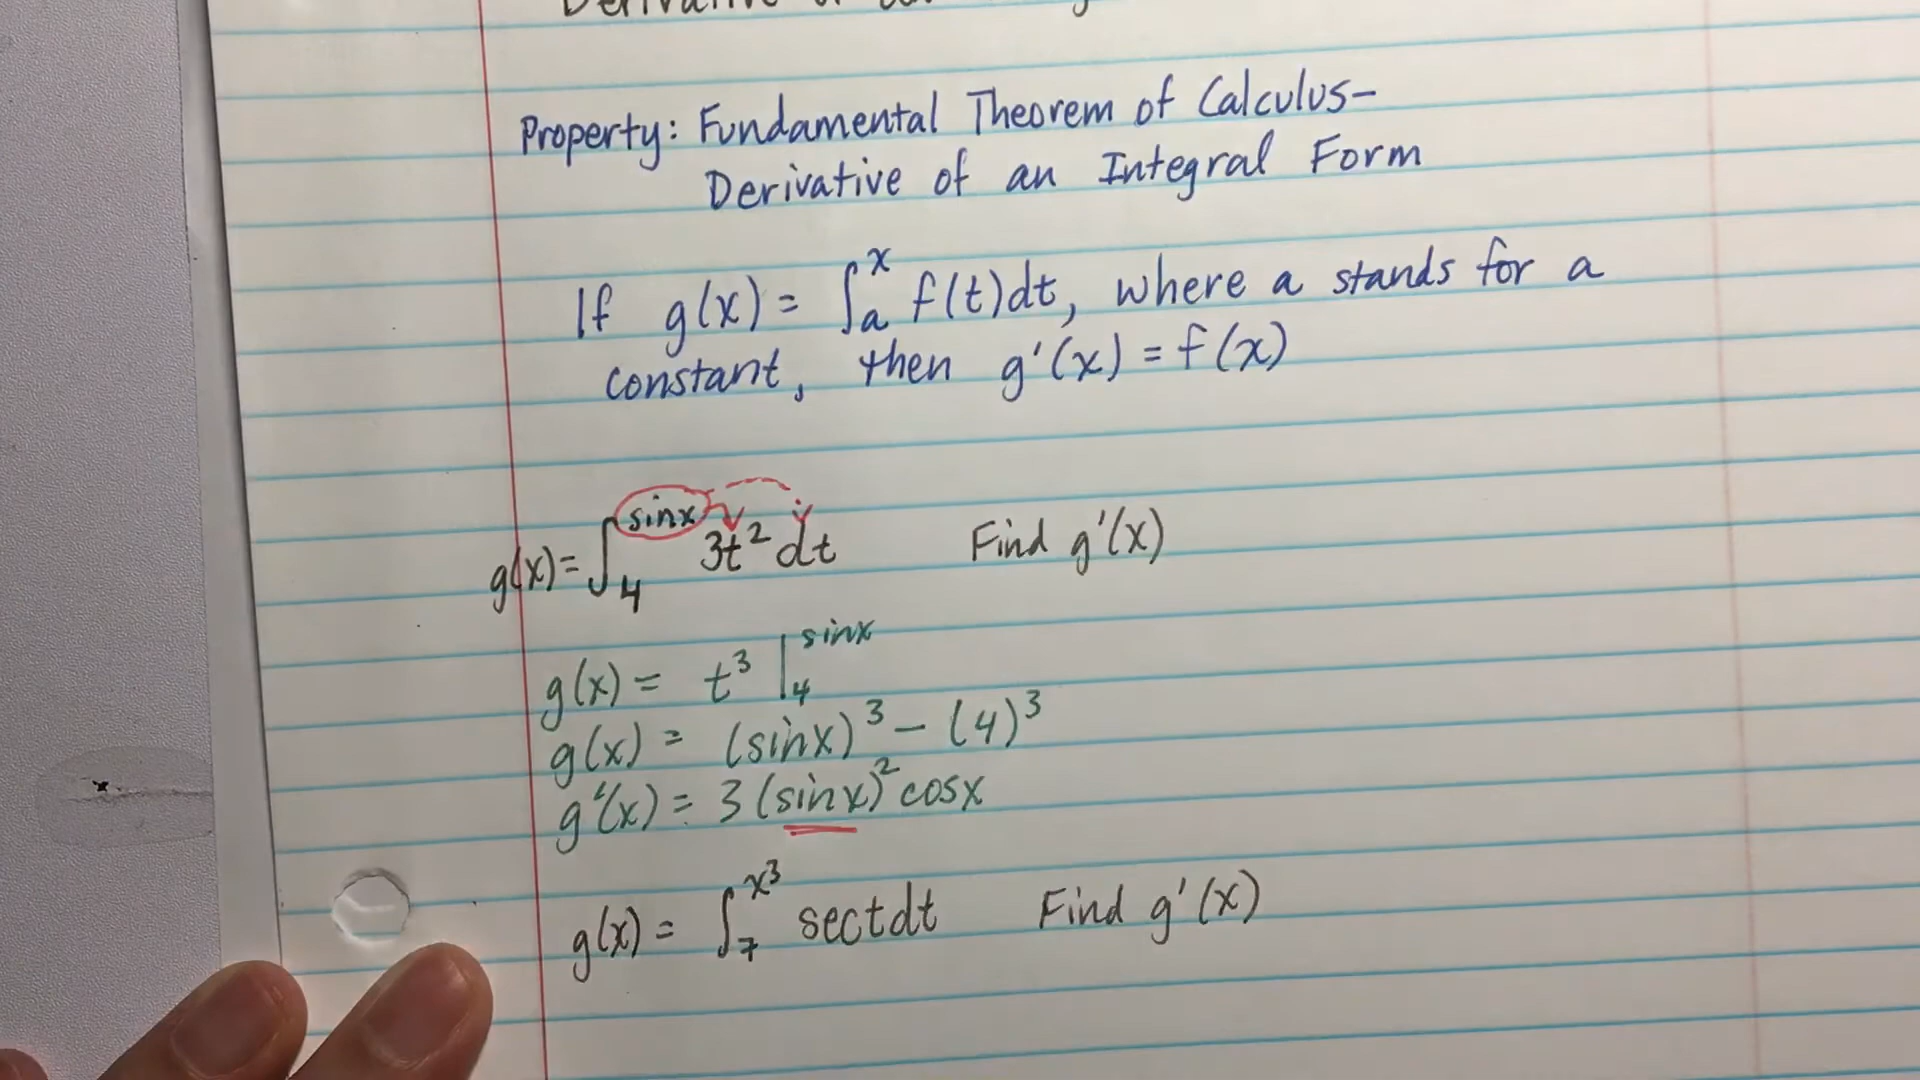 Property: Fundamental Theorem of Calculus-
Derivative of an Integral Form
If g(x) = ∫ₐˣ f(t)dt, where a stands for a
constant, then g'(x) = f(x)
g(x) = ∫₄^(sinx) 3t² dt Find g'(x)
g(x) = t³ |₄^(sinx)
g(x) = (sinx)³ - (4)³
g'(x) = 3(sinx)² cosx
g(x) = ∫₇^(x³) sectdt Find g'(x)